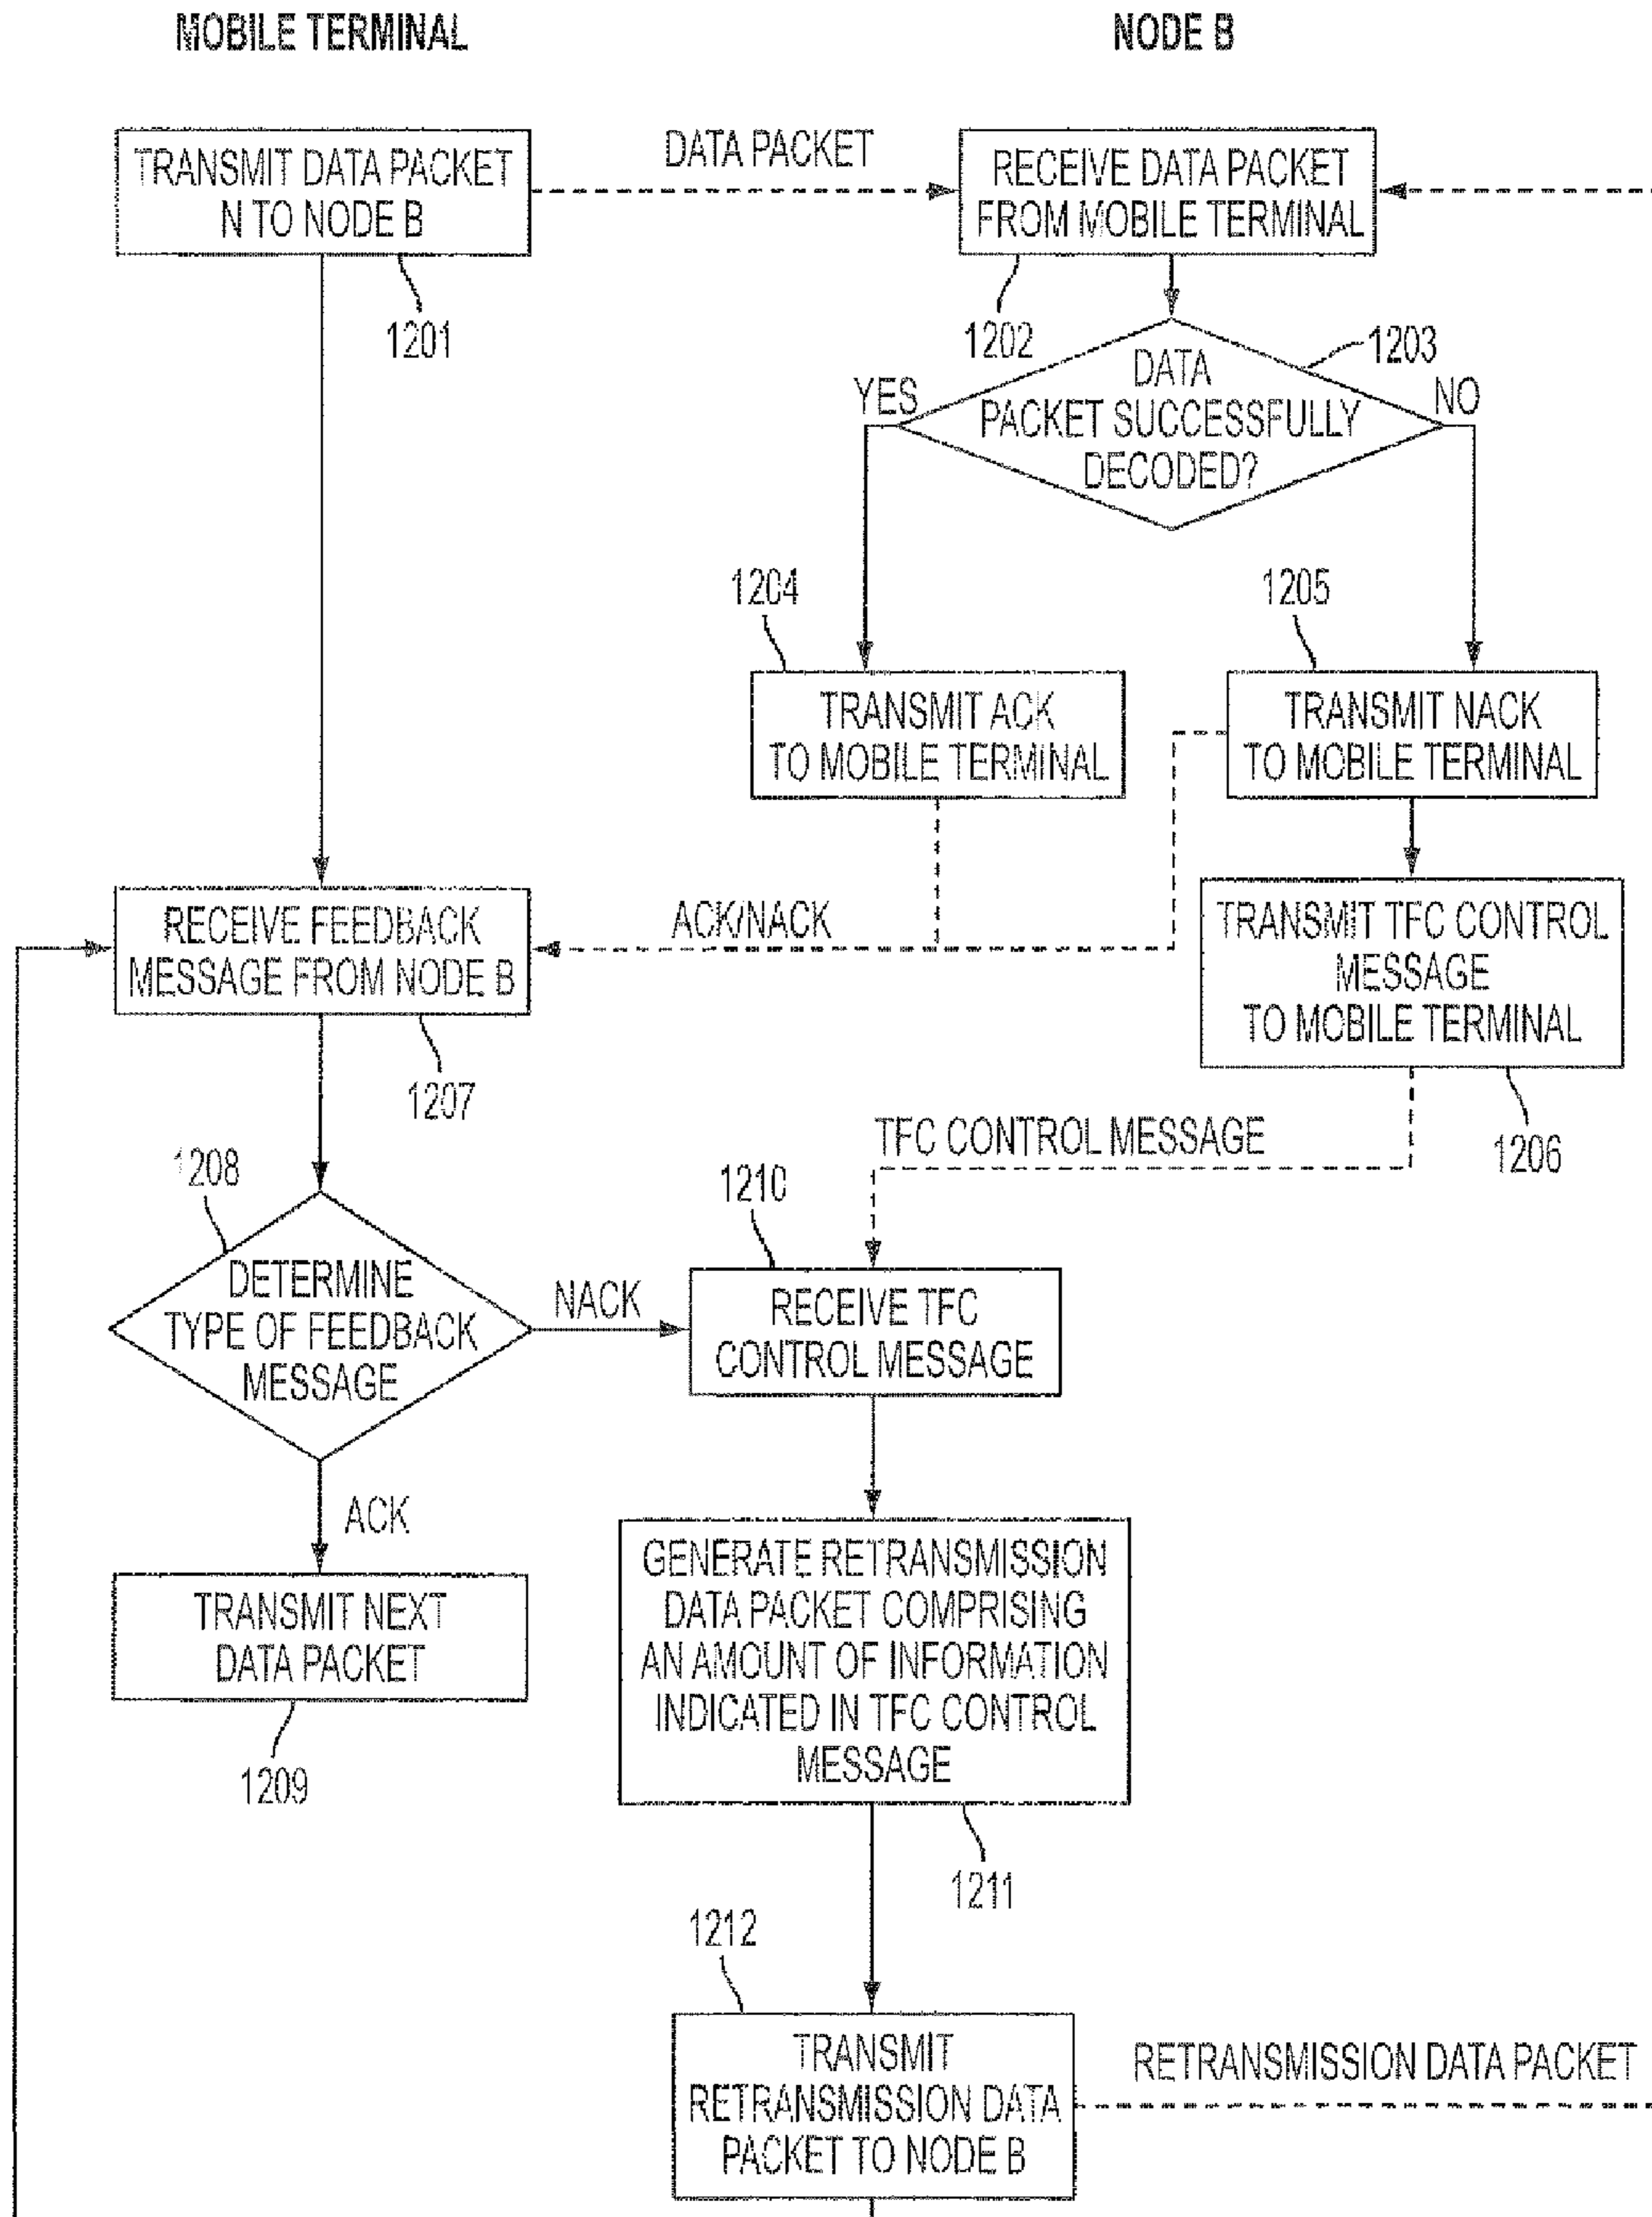 MOBILE TERMINAL
NODE B
TRANSMIT DATA PACKET
N TO NODE B
1201
DATA PACKET
RECEIVE DATA PACKET
FROM MOBILE TERMINAL
1202
1203
DATA
PACKET SUCCESSFULLY
DECODED?
YES
NO
1204
TRANSMIT ACK
TO MOBILE TERMINAL
1205
TRANSMIT NACK
TO MOBILE TERMINAL
ACK/NACK
RECEIVE FEEDBACK
MESSAGE FROM NODE B
1207
TRANSMIT TFC CONTROL
MESSAGE
TO MOBILE TERMINAL
1206
TFC CONTROL MESSAGE
1208
DETERMINE
TYPE OF FEEDBACK
MESSAGE
NACK
1210
RECEIVE TFC
CONTROL MESSAGE
ACK
TRANSMIT NEXT
DATA PACKET
1209
GENERATE RETRANSMISSION
DATA PACKET COMPRISING
AN AMOUNT OF INFORMATION
INDICATED IN TFC CONTROL
MESSAGE
1211
1212
TRANSMIT
RETRANSMISSION DATA
PACKET TO NODE B
RETRANSMISSION DATA PACKET